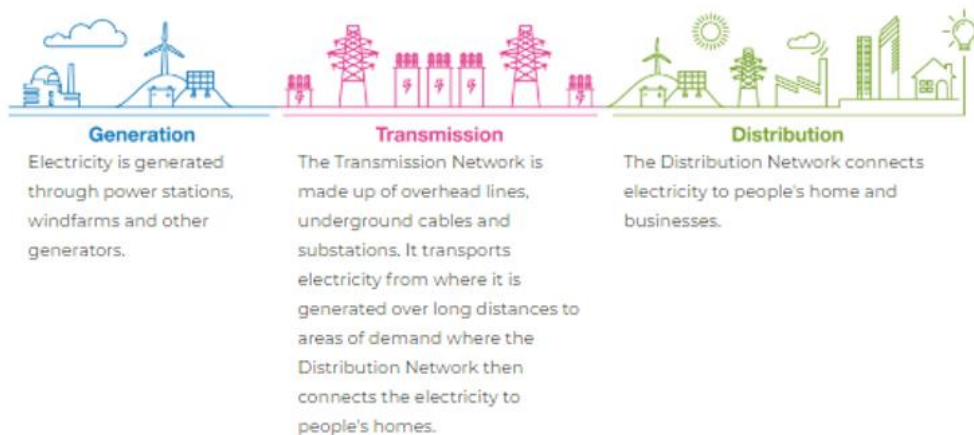 Generation
Electricity is generated
through power stations,
windfarms and other
generators.
Transmission
The Transmission Network is
made up of overhead lines,
underground cables and
substations. It transports
electricity from where it is
generated over long distances to
areas of demand where the
Distribution Network then
connects the electricity to
people's homes.
Distribution
The Distribution Network connects
electricity to people's home and
businesses.